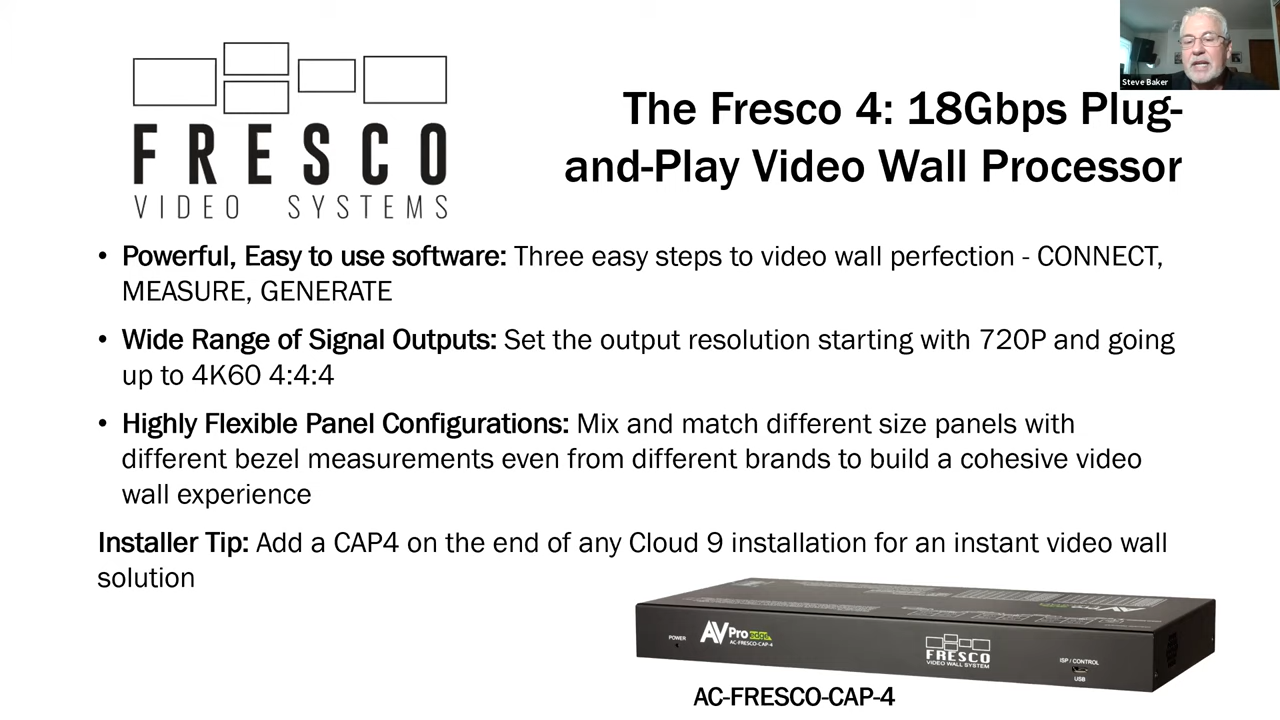 Steve Baker
FRESCO
VIDEO SYSTEMS
The Fresco 4: 18Gbps Plug-
and-Play Video Wall Processor
• Powerful, Easy to use software: Three easy steps to video wall perfection - CONNECT,
MEASURE, GENERATE
• Wide Range of Signal Outputs: Set the output resolution starting with 720P and going
up to 4K60 4:4:4
• Highly Flexible Panel Configurations: Mix and match different size panels with
different bezel measurements even from different brands to build a cohesive video
wall experience
Installer Tip: Add a CAP4 on the end of any Cloud 9 installation for an instant video wall
solution
POWER
AVPro edge
AC-FRESCO-CAP-4
FRESCO
VIDEO WALL SYSTEM
ISP / CONTROL
USB
AC-FRESCO-CAP-4